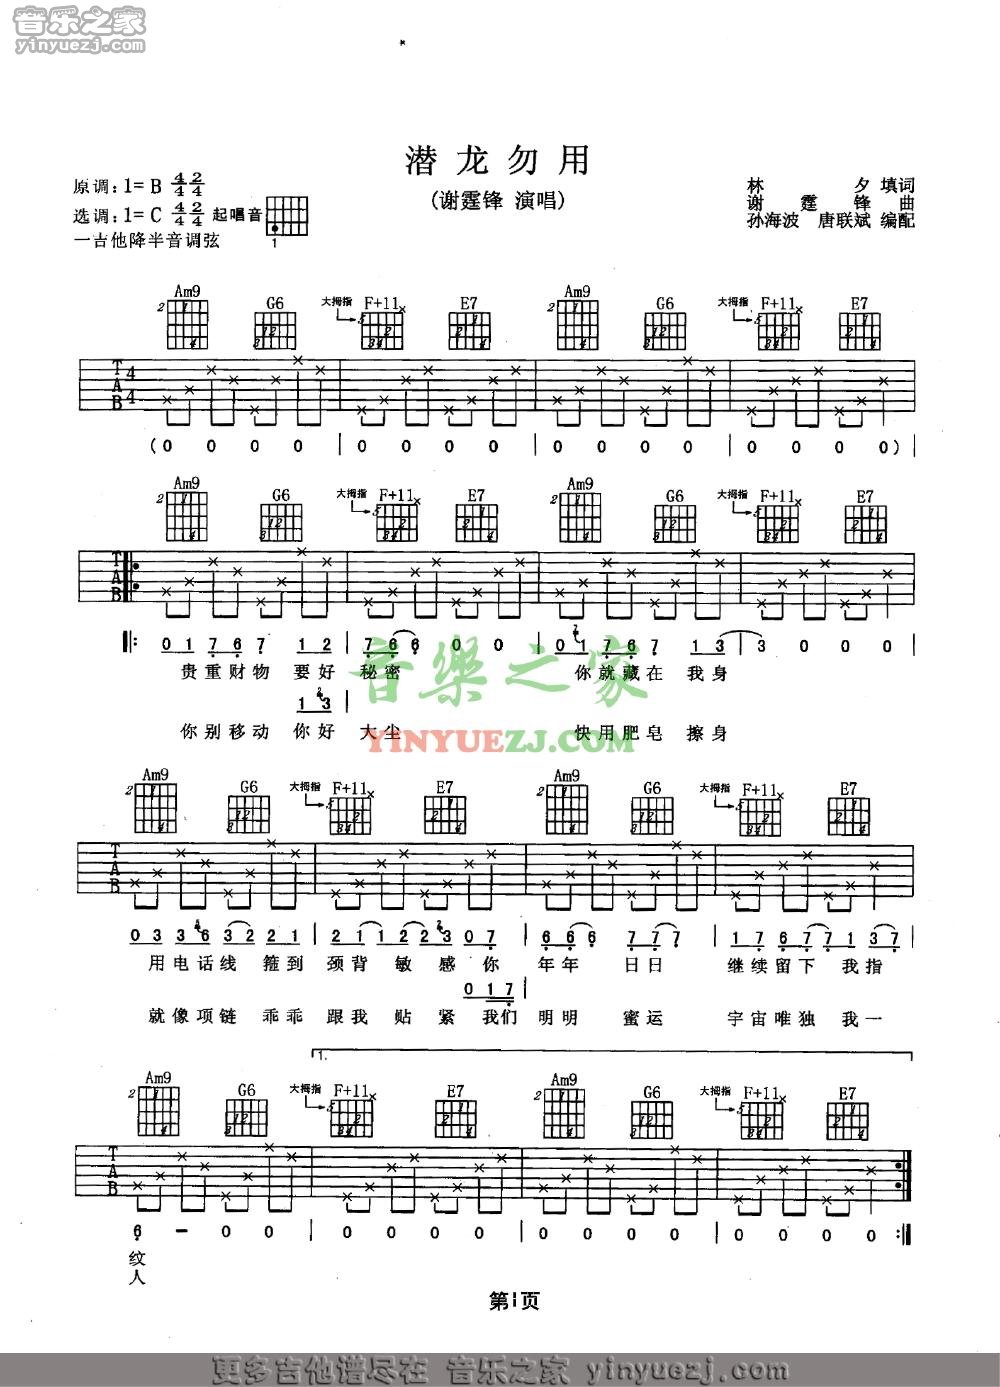 音乐之家
yinyuezj.com
潜龙勿用
(谢霆锋 演唱)
原调:1=B 4/4 2/4
选调:1=C 4/4 2/4 起唱音
1
一吉他降半音调弦
林夕 填词
谢霆锋 曲
孙海波 唐联斌 编配
Am9 G6 大拇指 F+11 E7 Am9 G6 大拇指 F+11 E7
TAB 4/4
(0 0 0 0 | 0 0 0 0 | 0 0 0 0 | 0 0 0 0)|
Am9 G6 大拇指 F+11 E7 Am9 G6 大拇指 F+11 E7
TAB
‖: 0 1 7 6 7 1 2 | 7 6 6 0 0 0 | 0 1 7 6 7 1 3 | 3 0 0 0 |
贵重财物 要好 秘密 你就藏在 我身
1 3
你别移动 你好 大尘 快用肥皂 擦身
音樂之家
YINYUEZJ.COM
Am9 G6 大拇指 F+11 E7 Am9 G6 大拇指 F+11 E7
TAB
0 3 3 6 3 2 2 1 | 2 1 1 2 2 3 0 7 | 6 6 6 7 7 7 | 1 7 6 7 7 1 3 7 |
用电话线 箍到 颈背 敏感你 年年 日日 继续留下 我指
0 1 7
就像项链 乖乖 跟我 贴紧我们 明明 蜜运 宇宙唯独 我一
1.
Am9 G6 大拇指 F+11 E7 Am9 G6 大拇指 F+11 E7
TAB
6 - 0 0 | 0 0 0 0 | 0 0 0 0 | 0 0 0 0 :‖
纹
人
第1页
更多吉他谱尽在 音乐之家 yinyuezj.com